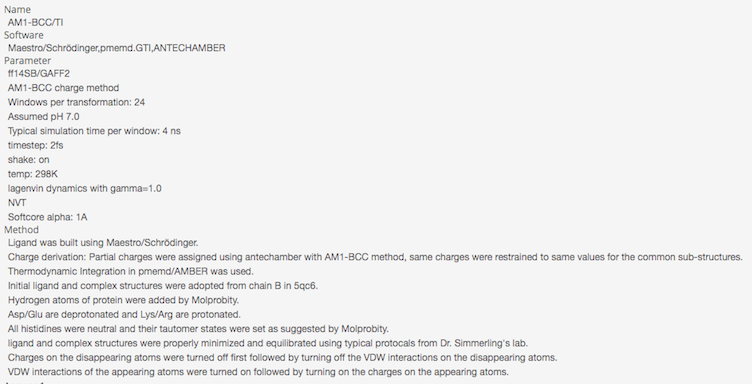 Name
AM1-BCC/TI
Software
Maestro/Schrödinger,pmemd.GTI,ANTECHAMBER
Parameter
ff14SB/GAFF2
AM1-BCC charge method
Windows per transformation: 24
Assumed pH 7.0
Typical simulation time per window: 4 ns
timestep: 2fs
shake: on
temp: 298K
lagenvin dynamics with gamma=1.0
NVT
Softcore alpha: 1A
Method
Ligand was built using Maestro/Schrödinger.
Charge derivation: Partial charges were assigned using antechamber with AM1-BCC method, same charges were restrained to same values for the common sub-structures.
Thermodynamic Integration in pmemd/AMBER was used.
Initial ligand and complex structures were adopted from chain B in 5qc6.
Hydrogen atoms of protein were added by Molprobity.
Asp/Glu are deprotonated and Lys/Arg are protonated.
All histidines were neutral and their tautomer states were set as suggested by Molprobity.
ligand and complex structures were properly minimized and equilibrated using typical protocals from Dr. Simmerling's lab.
Charges on the disappearing atoms were turned off first followed by turning off the VDW interactions on the disappearing atoms.
VDW interactions of the appearing atoms were turned on followed by turning on the charges on the appearing atoms.